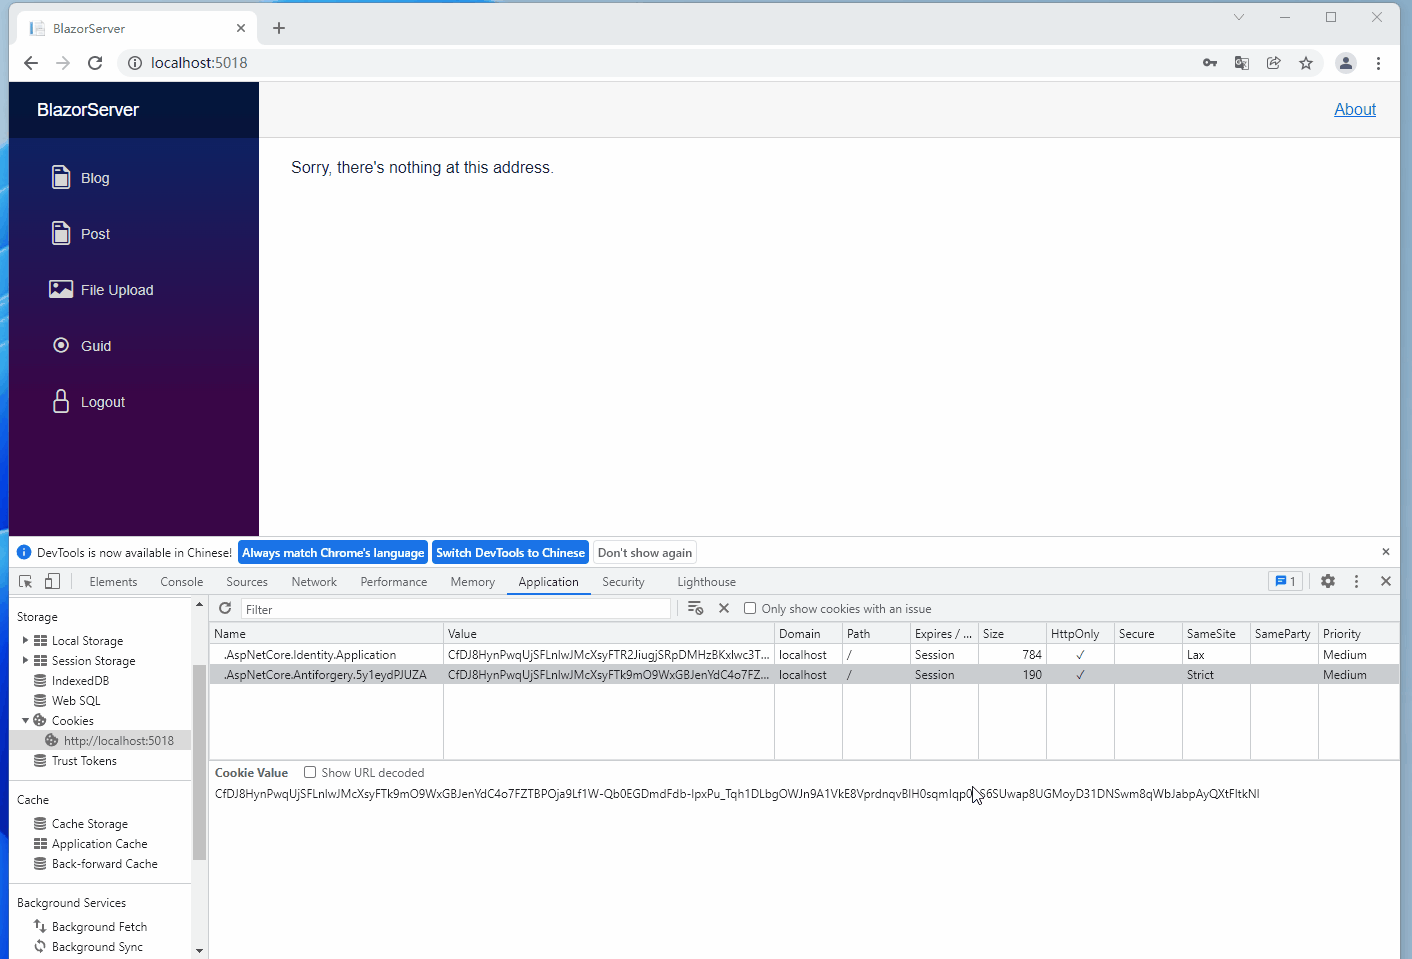 BlazorServer
localhost:5018
BlazorServer
About
Blog
Post
File Upload
Guid
Logout
Sorry, there's nothing at this address.
DevTools is now available in Chinese! Always match Chrome's language Switch DevTools to Chinese Don't show again
Elements Console Sources Network Performance Memory Application Security Lighthouse 1
Storage
Local Storage
Session Storage
IndexedDB
Web SQL
Cookies
http://localhost:5018
Trust Tokens
Cache
Cache Storage
Application Cache
Back-forward Cache
Background Services
Background Fetch
Background Sync
Filter Only show cookies with an issue
Name Value Domain Path Expires / ... Size HttpOnly Secure SameSite SameParty Priority
.AspNetCore.Identity.Application localhost / Session 784 ✓ Lax Medium
.AspNetCore.Antiforgery.5y1eydPJUZA localhost / Session 190 ✓ Strict Medium
Cookie Value Show URL decoded